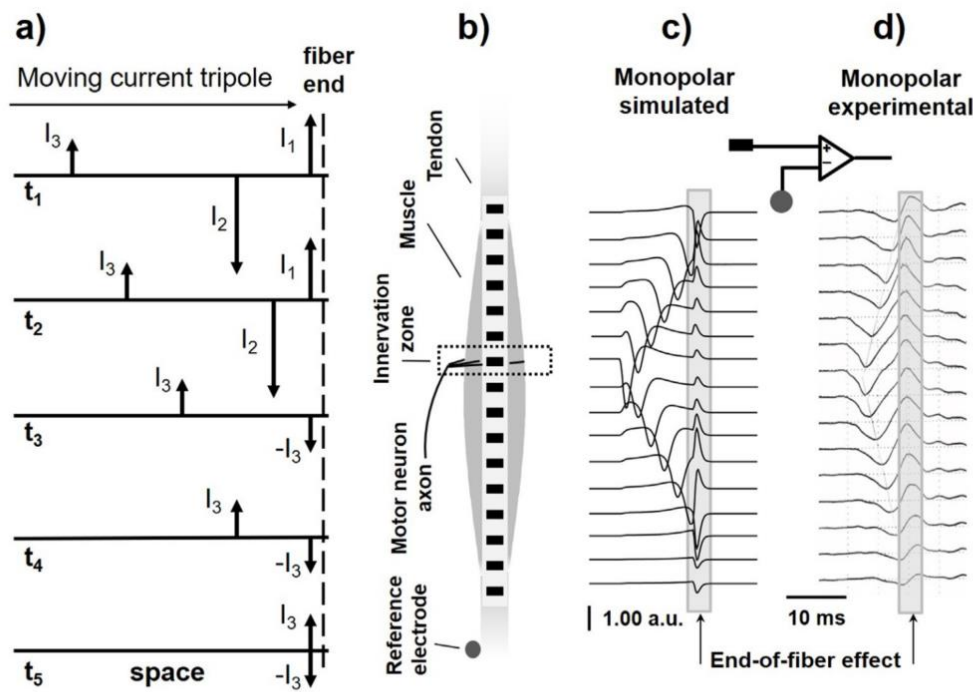 a)
Moving current tripole
fiber
end
I3
I1
t1
I2
I3
I1
t2
I2
I3
t3
-I3
I3
t4
-I3
I3
t5
space
-I3
b)
Tendon
Muscle
Innervation
zone
Motor neuron
axon
Reference
electrode
c)
Monopolar
simulated
1.00 a.u.
d)
Monopolar
experimental
+
−
10 ms
End-of-fiber effect